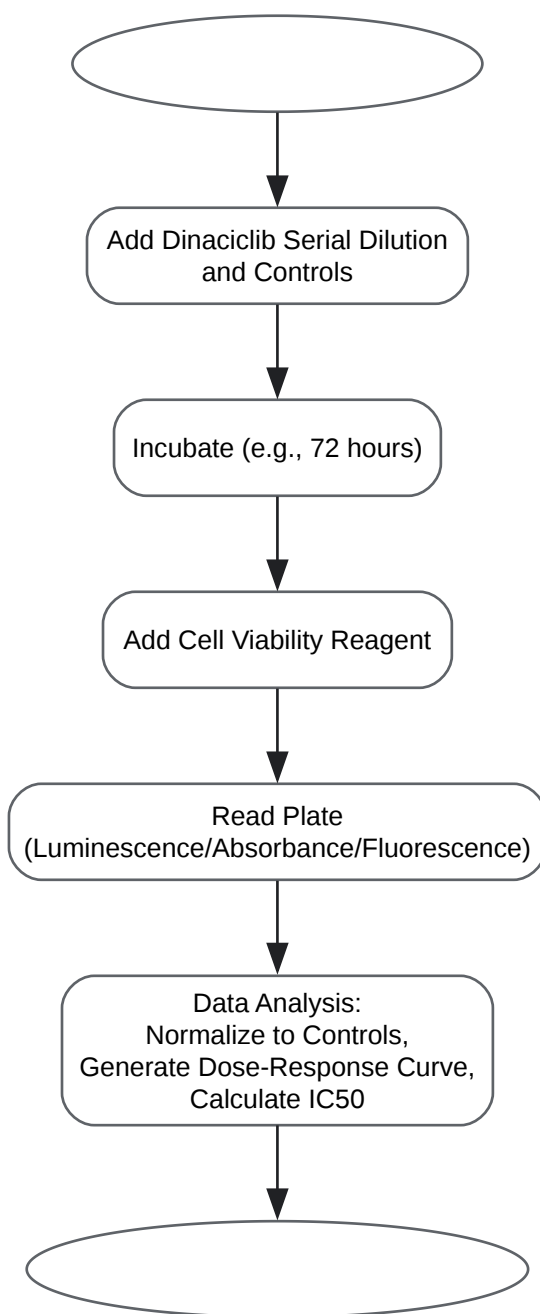 Add Dinaciclib Serial Dilution
and Controls
Incubate (e.g., 72 hours)
Add Cell Viability Reagent
Read Plate
(Luminescence/Absorbance/Fluorescence)
Data Analysis:
Normalize to Controls,
Generate Dose-Response Curve,
Calculate IC50